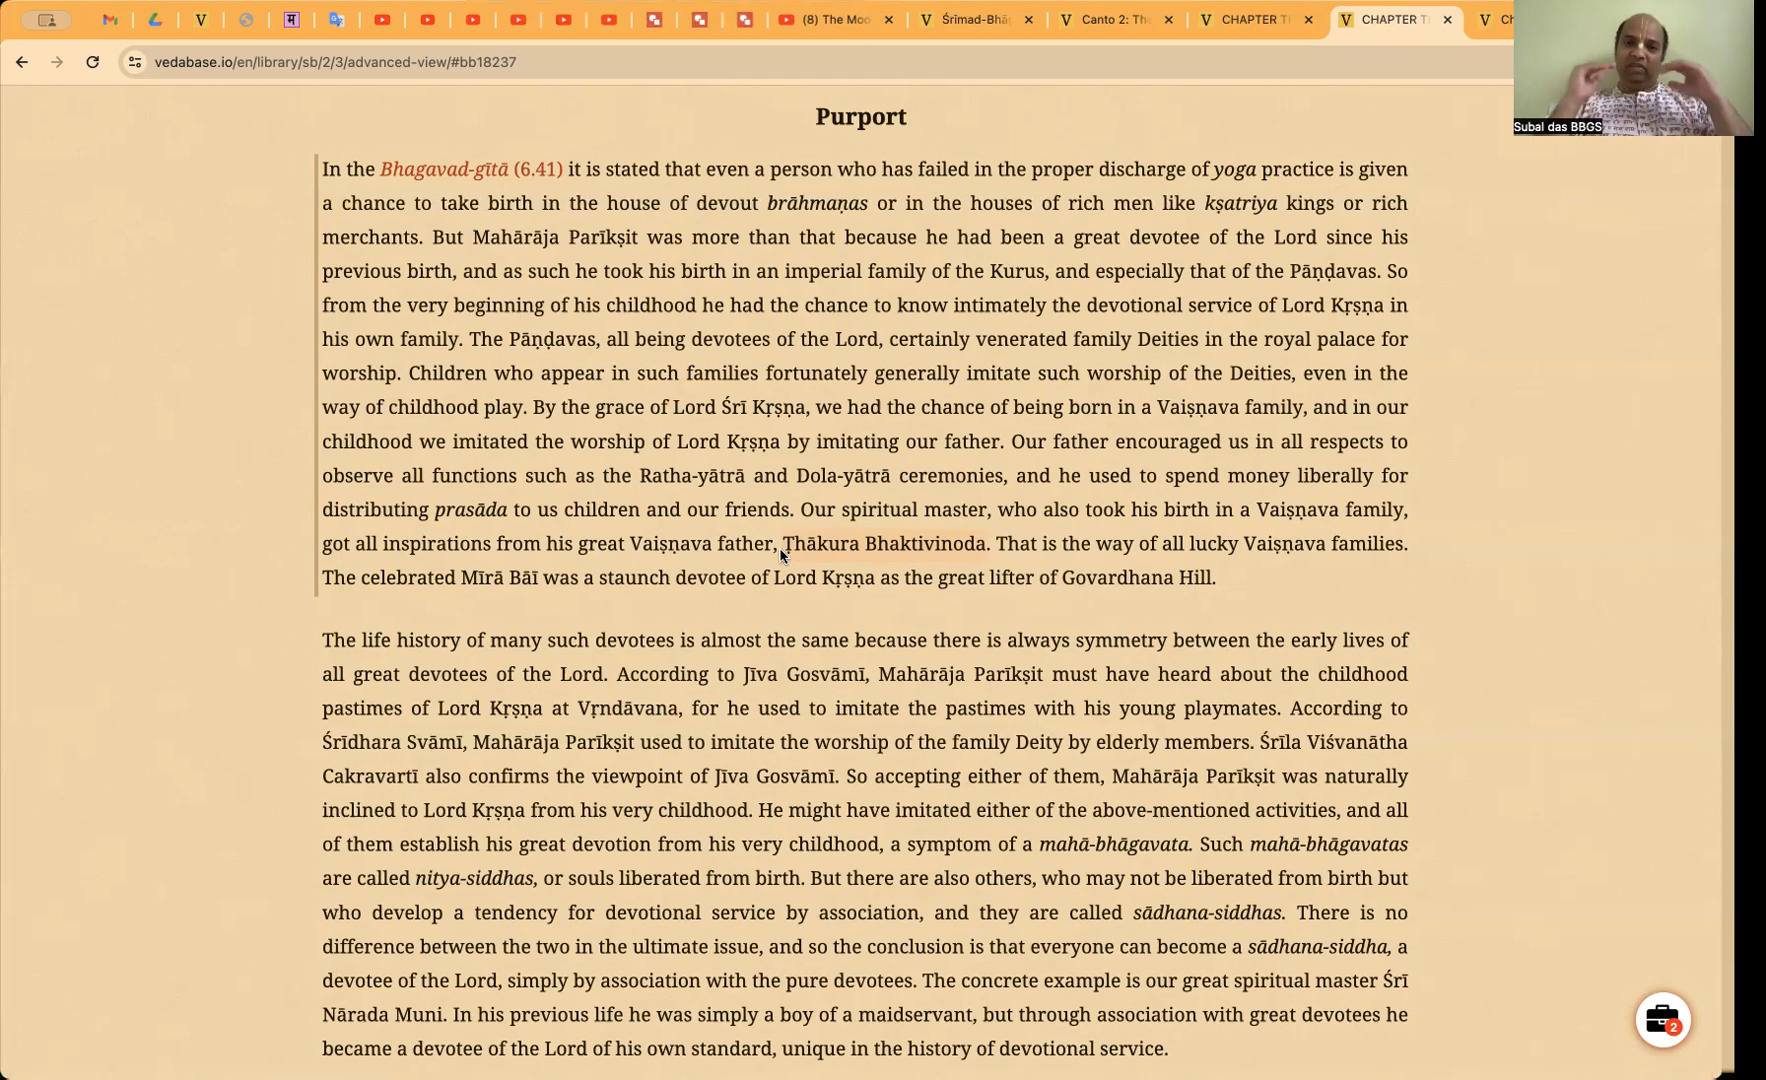 (8) The Moo
Śrīmad-Bhāg
Canto 2: The
CHAPTER T
CHAPTER T
Ch
vedabase.io/en/library/sb/2/3/advanced-view/#bb18237
Subal das BBGS
Purport
In the Bhagavad-gītā (6.41) it is stated that even a person who has failed in the proper discharge of yoga practice is given
a chance to take birth in the house of devout brāhmaṇas or in the houses of rich men like kṣatriya kings or rich
merchants. But Mahārāja Parīkṣit was more than that because he had been a great devotee of the Lord since his
previous birth, and as such he took his birth in an imperial family of the Kurus, and especially that of the Pāṇḍavas. So
from the very beginning of his childhood he had the chance to know intimately the devotional service of Lord Kṛṣṇa in
his own family. The Pāṇḍavas, all being devotees of the Lord, certainly venerated family Deities in the royal palace for
worship. Children who appear in such families fortunately generally imitate such worship of the Deities, even in the
way of childhood play. By the grace of Lord Śrī Kṛṣṇa, we had the chance of being born in a Vaiṣṇava family, and in our
childhood we imitated the worship of Lord Kṛṣṇa by imitating our father. Our father encouraged us in all respects to
observe all functions such as the Ratha-yātrā and Dola-yātrā ceremonies, and he used to spend money liberally for
distributing prasāda to us children and our friends. Our spiritual master, who also took his birth in a Vaiṣṇava family,
got all inspirations from his great Vaiṣṇava father, Ṭhākura Bhaktivinoda. That is the way of all lucky Vaiṣṇava families.
The celebrated Mīrā Bāī was a staunch devotee of Lord Kṛṣṇa as the great lifter of Govardhana Hill.
The life history of many such devotees is almost the same because there is always symmetry between the early lives of
all great devotees of the Lord. According to Jīva Gosvāmī, Mahārāja Parīkṣit must have heard about the childhood
pastimes of Lord Kṛṣṇa at Vṛndāvana, for he used to imitate the pastimes with his young playmates. According to
Śrīdhara Svāmī, Mahārāja Parīkṣit used to imitate the worship of the family Deity by elderly members. Śrīla Viśvanātha
Cakravartī also confirms the viewpoint of Jīva Gosvāmī. So accepting either of them, Mahārāja Parīkṣit was naturally
inclined to Lord Kṛṣṇa from his very childhood. He might have imitated either of the above-mentioned activities, and all
of them establish his great devotion from his very childhood, a symptom of a mahā-bhāgavata. Such mahā-bhāgavatas
are called nitya-siddhas, or souls liberated from birth. But there are also others, who may not be liberated from birth but
who develop a tendency for devotional service by association, and they are called sādhana-siddhas. There is no
difference between the two in the ultimate issue, and so the conclusion is that everyone can become a sādhana-siddha, a
devotee of the Lord, simply by association with the pure devotees. The concrete example is our great spiritual master Śrī
Nārada Muni. In his previous life he was simply a boy of a maidservant, but through association with great devotees he
became a devotee of the Lord of his own standard, unique in the history of devotional service.
2